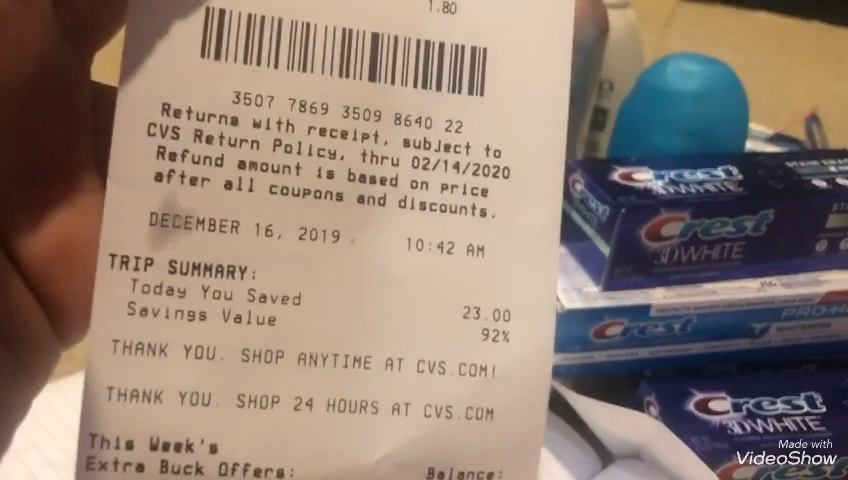 1.80
3507 7869 3509 8640 22
Returns with receipt, subject to
CVS Return Policy, thru 02/14/2020
Refund amount is based on price
after all coupons and discounts.
DECEMBER 16, 2019 10:42 AM
TRIP SUMMARY:
Today You Saved 23.00
Savings Value 92%
THANK YOU. SHOP ANYTIME AT CVS.COM!
THANK YOU. SHOP 24 HOURS AT CVS.COM
This Week's
Extra Buck Offers: Balance:
Crest
3D WHITE
Crest
3D WHITE
Crest
PRO-H
Crest
3D WHITE
Crest
Made with
VideoShow